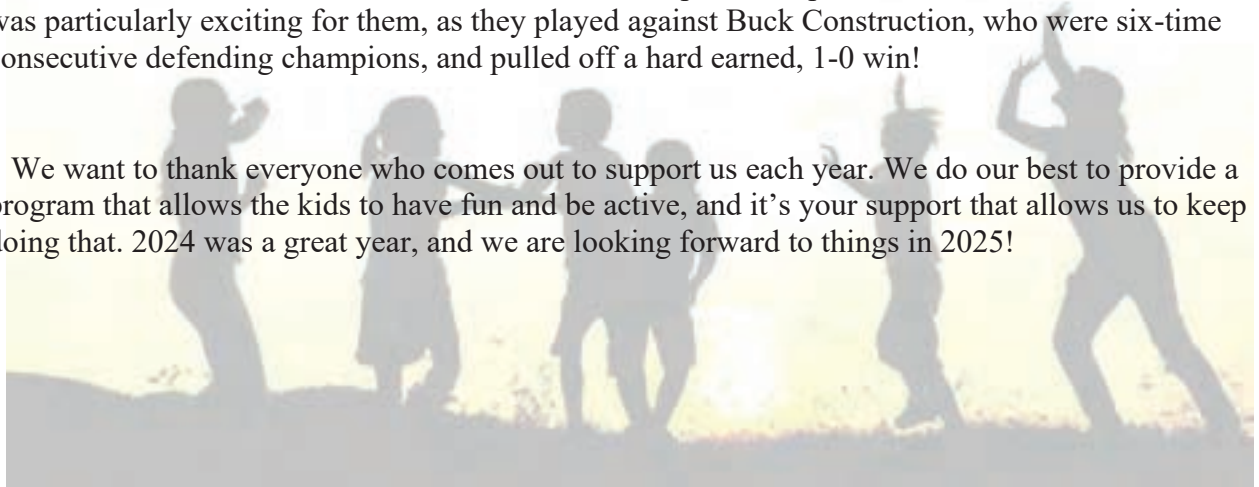 was particularly exciting for them, as they played against Buck Construction, who were six-time
consecutive defending champions, and pulled off a hard earned, 1-0 win!
We want to thank everyone who comes out to support us each year. We do our best to provide a
program that allows the kids to have fun and be active, and it’s your support that allows us to keep
doing that. 2024 was a great year, and we are looking forward to things in 2025!